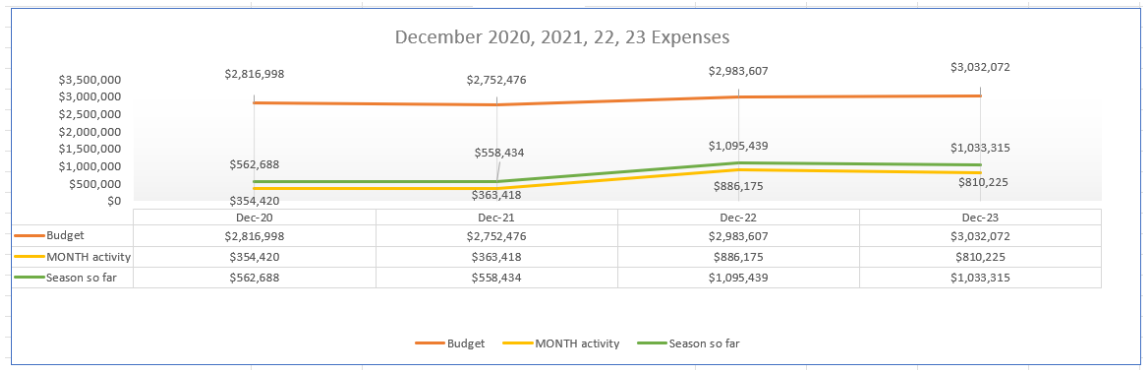 December 2020, 2021, 22, 23 Expenses
$3,500,000
$3,000,000
$2,500,000
$2,000,000
$1,500,000
$1,000,000
$500,000
$0
$2,816,998 $2,752,476 $2,983,607 $3,032,072
$562,688 $558,434 $1,095,439 $1,033,315
$354,420 $363,418 $886,175 $810,225
Dec-20 Dec-21 Dec-22 Dec-23
Budget $2,816,998 $2,752,476 $2,983,607 $3,032,072
MONTH activity $354,420 $363,418 $886,175 $810,225
Season so far $562,688 $558,434 $1,095,439 $1,033,315
Budget MONTH activity Season so far